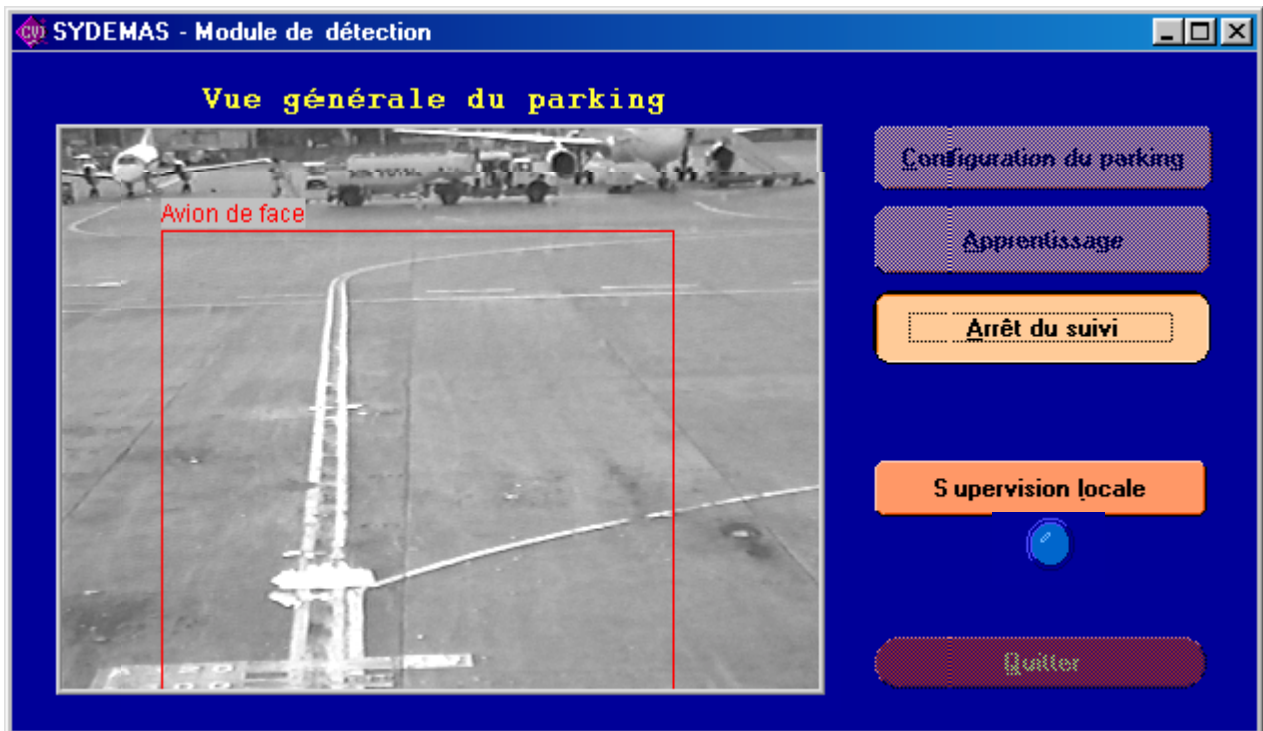 SYDEMAS - Module de détection
Vue générale du parking
Avion de face
Configuration du parking
Apprentissage
Arrêt du suivi
Supervision locale
Quitter